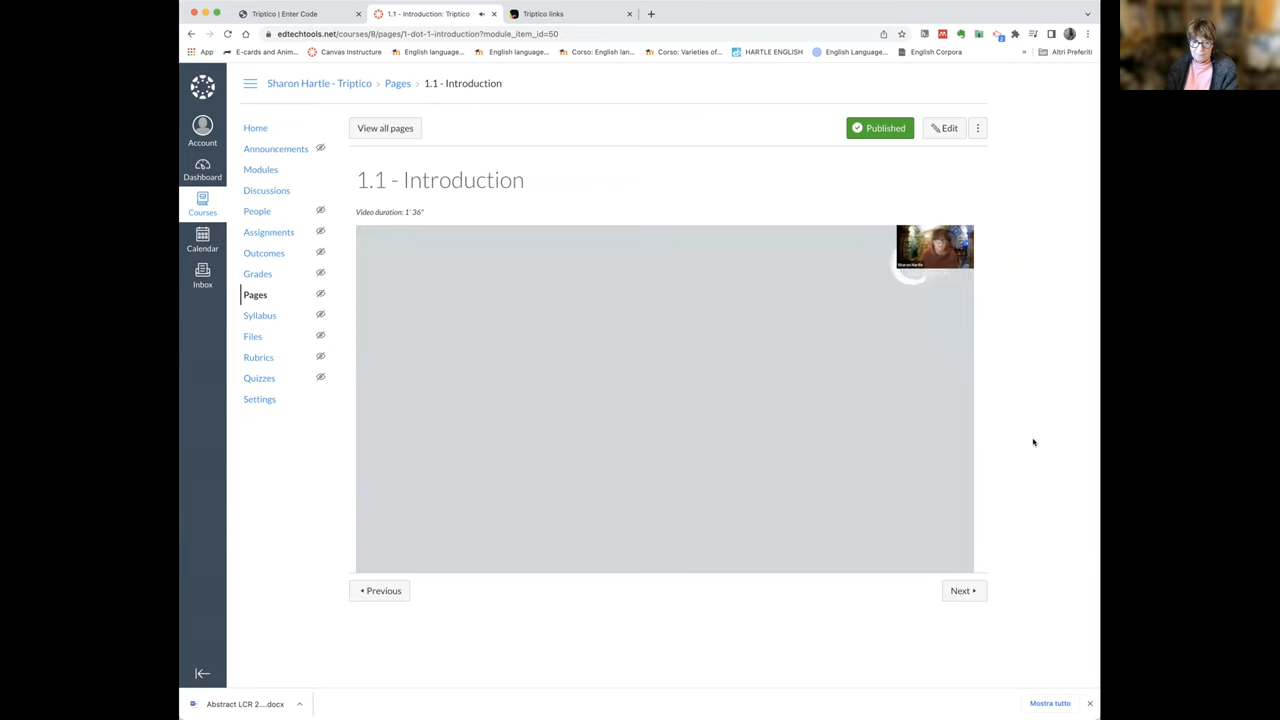 Triptico | Enter Code
1.1 - Introduction: Triptico
Triptico links
edtechtools.net/courses/8/pages/1-dot-1-introduction?module_item_id=50
App
E-cards and Anim...
Canvas Instructure
English language...
English language...
Corso: English lan...
Corso: Varieties of...
HARTLE ENGLISH
English Language...
English Corpora
»
Altri Preferiti
Sharon Hartle - Triptico › Pages › 1.1 - Introduction
Account
Dashboard
Courses
Calendar
Inbox
Home
Announcements
Modules
Discussions
People
Assignments
Outcomes
Grades
Pages
Syllabus
Files
Rubrics
Quizzes
Settings
View all pages
Published
Edit
1.1 - Introduction
Video duration: 1' 36"
Sharon Hartle
Previous
Next
Abstract LCR 2....docx
Mostra tutto